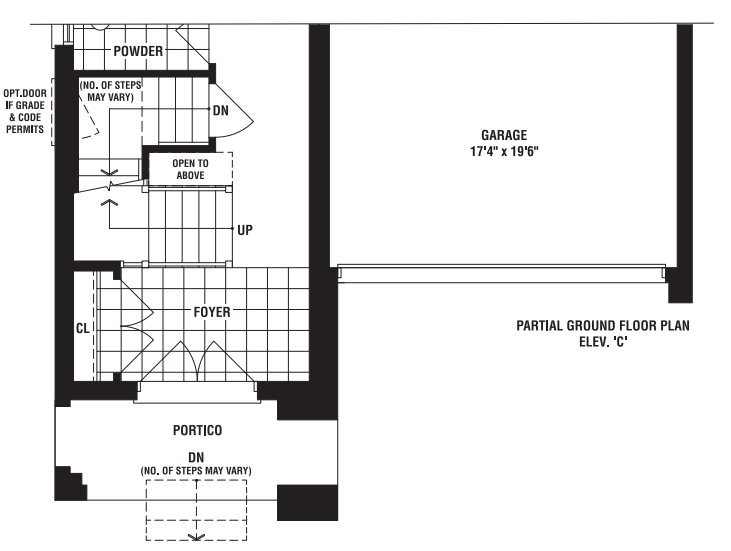 POWDER
(NO. OF STEPS
MAY VARY)
OPT.DOOR
IF GRADE
& CODE
PERMITS
DN
GARAGE
17'4" x 19'6"
OPEN TO
ABOVE
UP
FOYER
CL
PARTIAL GROUND FLOOR PLAN
ELEV. 'C'
PORTICO
DN
(NO. OF STEPS MAY VARY)